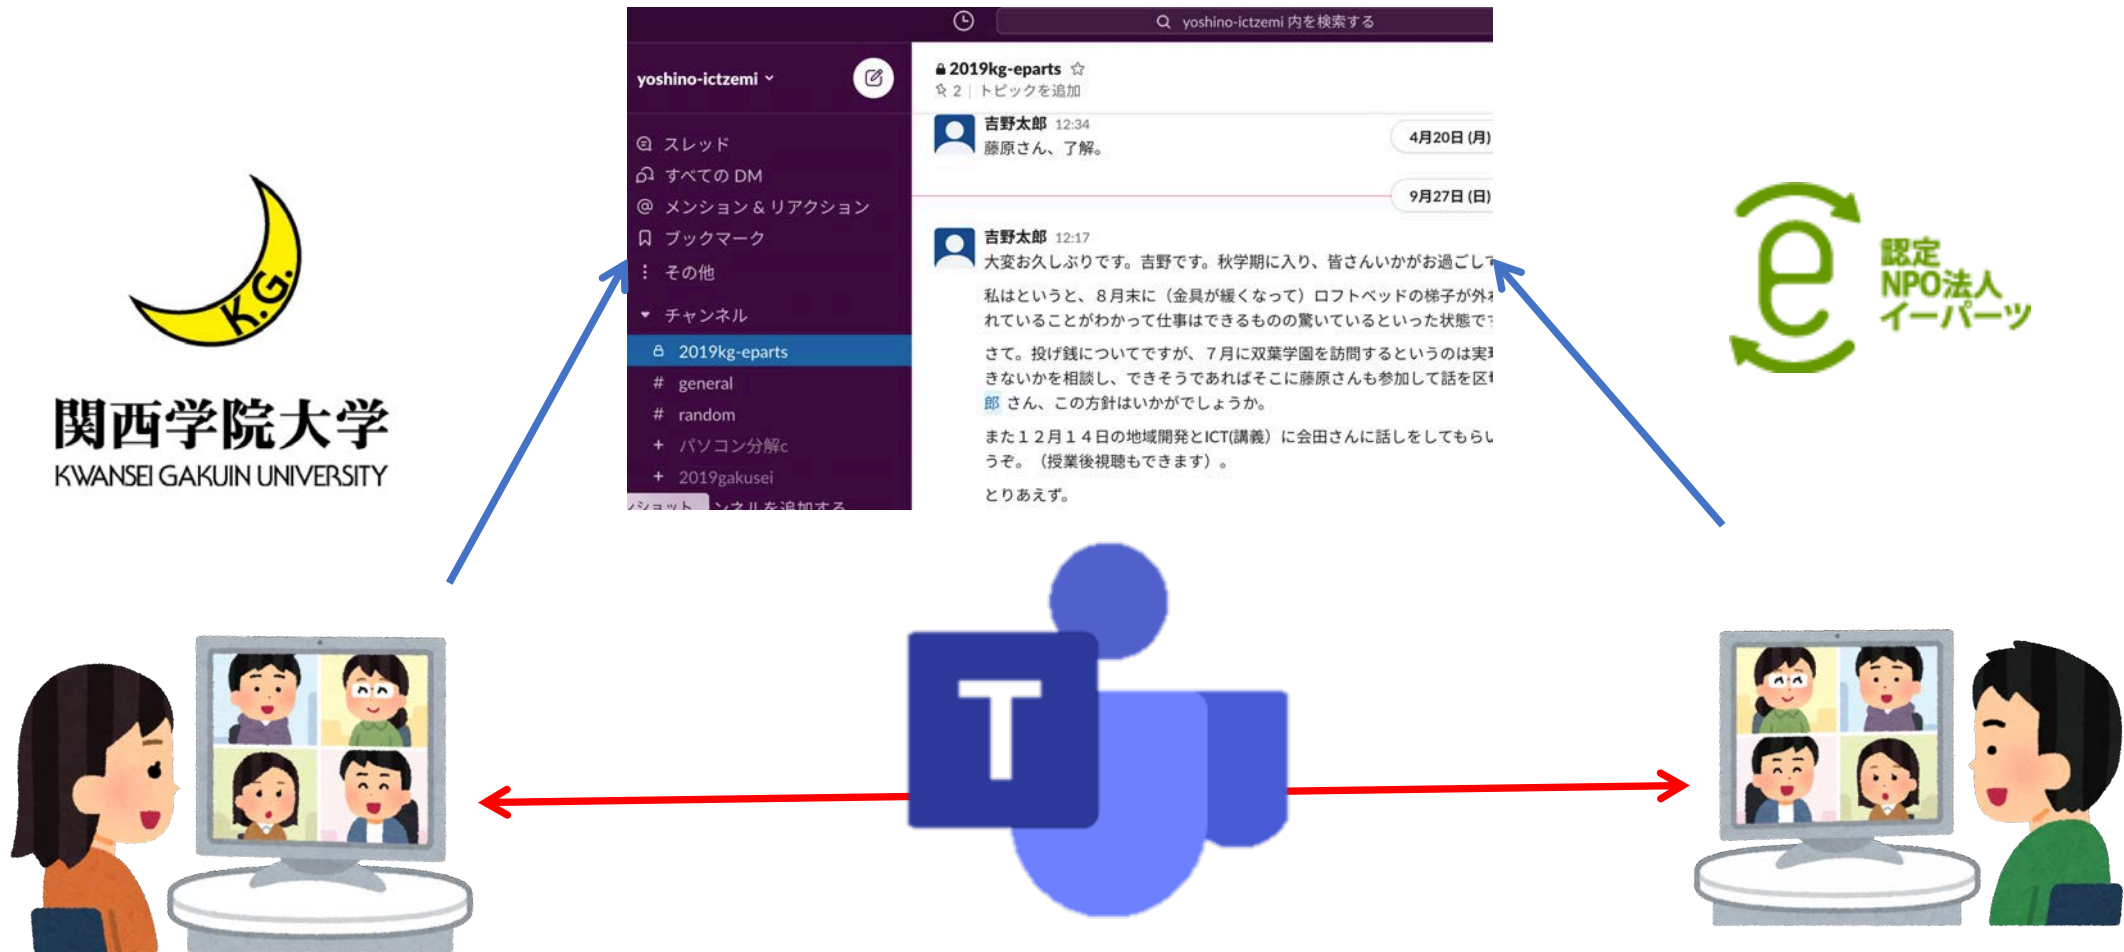 yoshino-ictzemi 内を検索する
yoshino-ictzemi
スレッド
すべての DM
メンション & リアクション
ブックマーク
その他
チャンネル
2019kg-eparts
# general
# random
+ パソコン分解c
+ 2019gakusei
ンショット
ンネルを追加する
2019kg-eparts
2 トピックを追加
吉野太郎 12:34
藤原さん、了解。
4月20日 (月)
9月27日 (日)
吉野太郎 12:17
大変お久しぶりです。吉野です。秋学期に入り、皆さんいかがお過ごしで
私はというと、８月末に（金具が緩くなって）ロフトベッドの梯子が外
れていることがわかって仕事はできるものの驚いているといった状態で
さて。投げ銭についてですが、７月に双葉学園を訪問するというのは実
きないかを相談し、できそうであればそこに藤原さんも参加して話を区
郎 さん、この方針はいかがでしょうか。
また１２月１４日の地域開発とICT(講義）に会田さんに話しをしてもらい
うぞ。（授業後視聴もできます）。
とりあえず。
K.G.
関西学院大学
KWANSEI GAKUIN UNIVERSITY
e
認定
NPO法人
イーパーツ
T